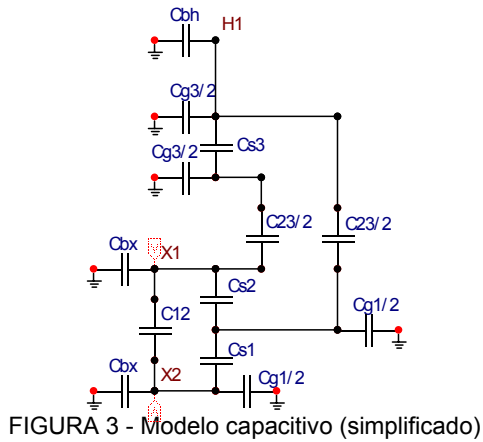 Cbh
H1
Cg3/2
Cg3/2
Cs3
C23/2
C23/2
Cbx
X1
Cs2
C12
Cg1/2
Cs1
Cbx
X2
Cg1/2
FIGURA 3 - Modelo capacitivo (simplificado)